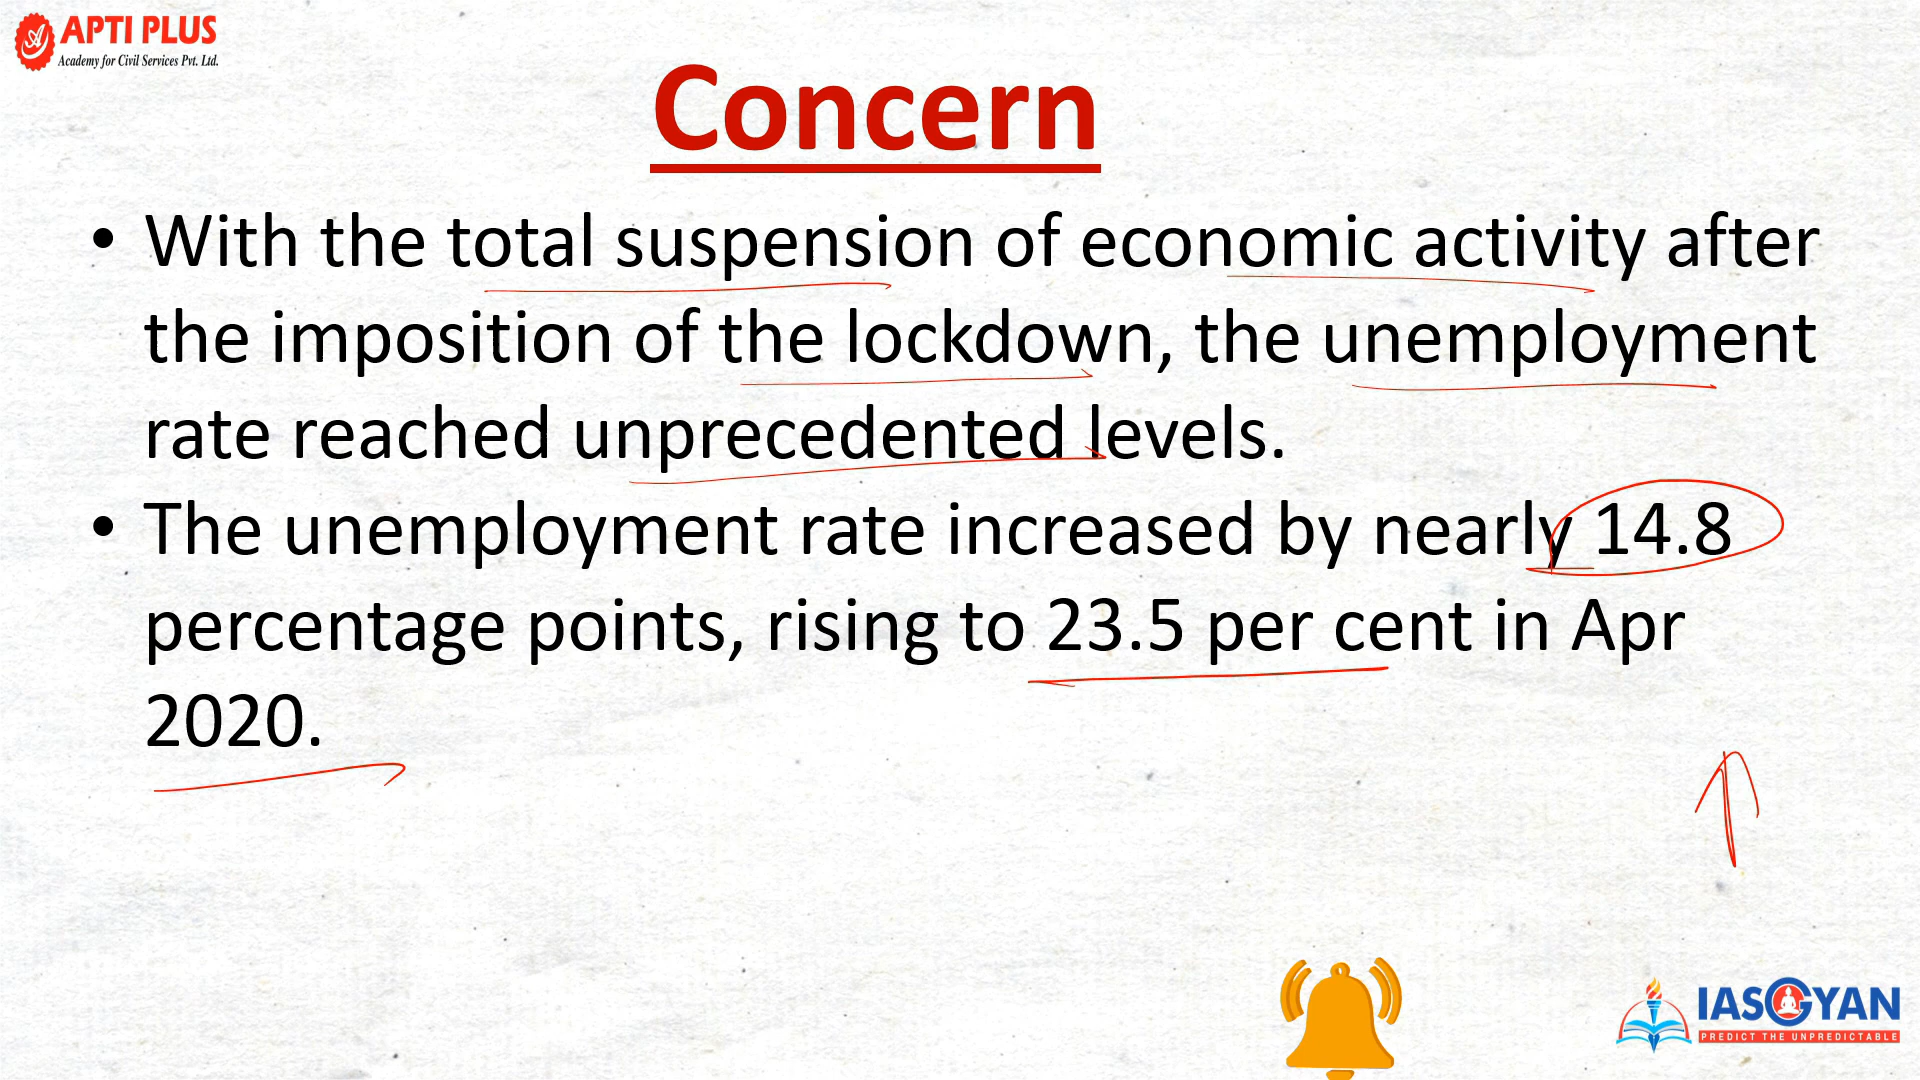 APTI PLUS
Academy for Civil Services Pvt. Ltd.
Concern
• With the total suspension of economic activity after
the imposition of the lockdown, the unemployment
rate reached unprecedented levels.
• The unemployment rate increased by nearly 14.8
percentage points, rising to 23.5 per cent in Apr
2020.
IASGYAN
PREDICT THE UNPREDICTABLE